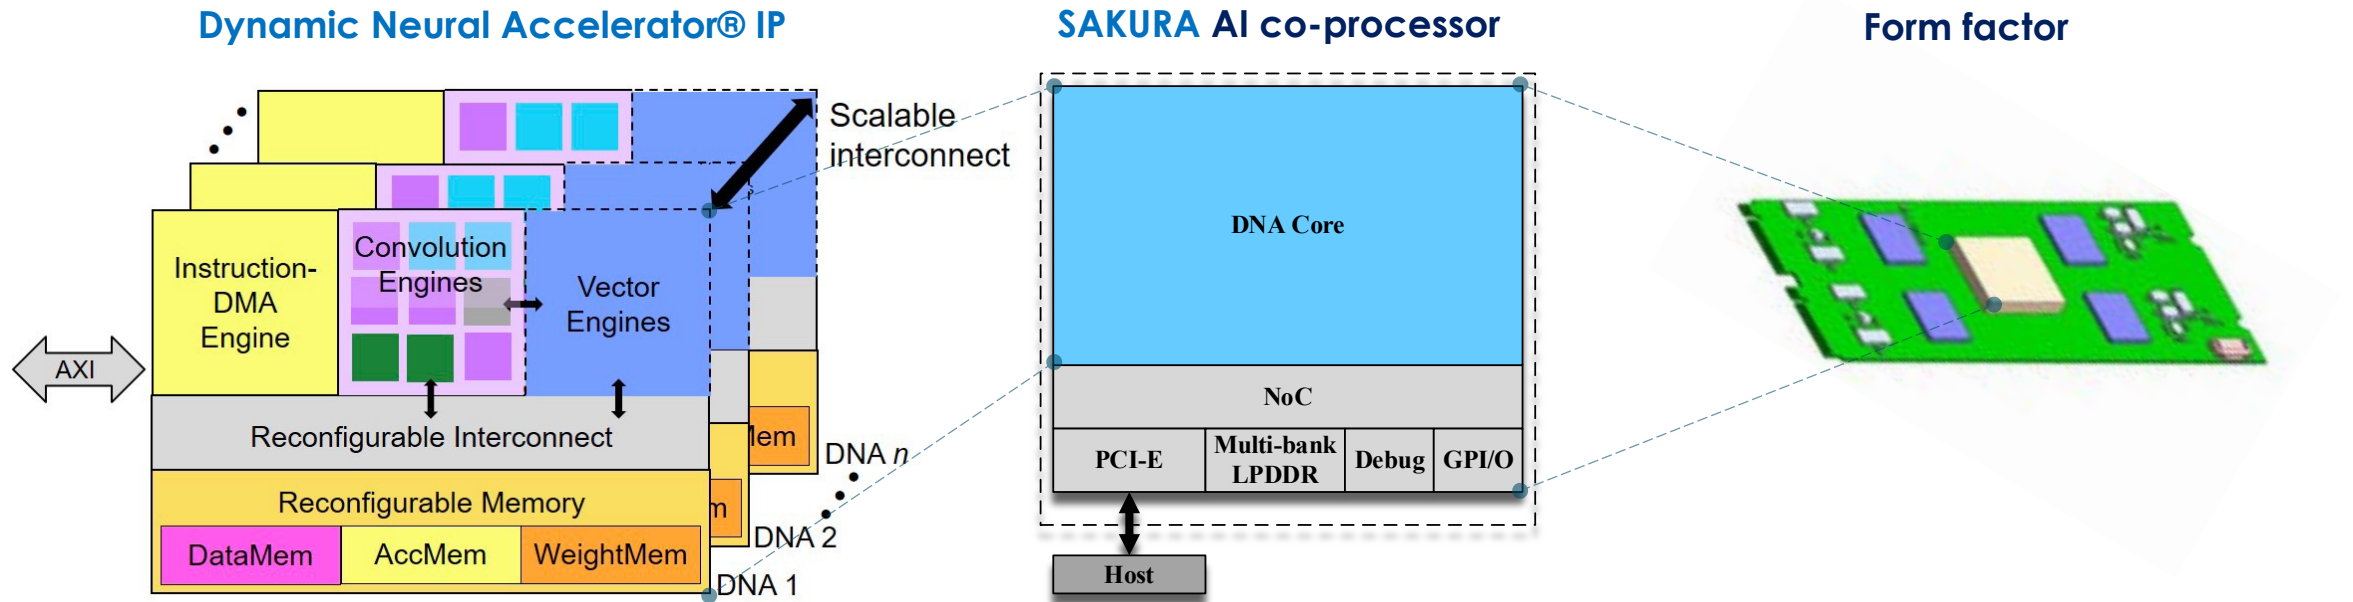 Dynamic Neural Accelerator® IP
SAKURA AI co-processor
Form factor
Scalable
interconnect
Instruction-
DMA
Engine
Convolution
Engines
Vector
Engines
AXI
Reconfigurable Interconnect
Reconfigurable Memory
DataMem
AccMem
WeightMem
DNA 1
DNA 2
DNA n
DNA Core
NoC
PCI-E
Multi-bank
LPDDR
Debug
GPI/O
Host